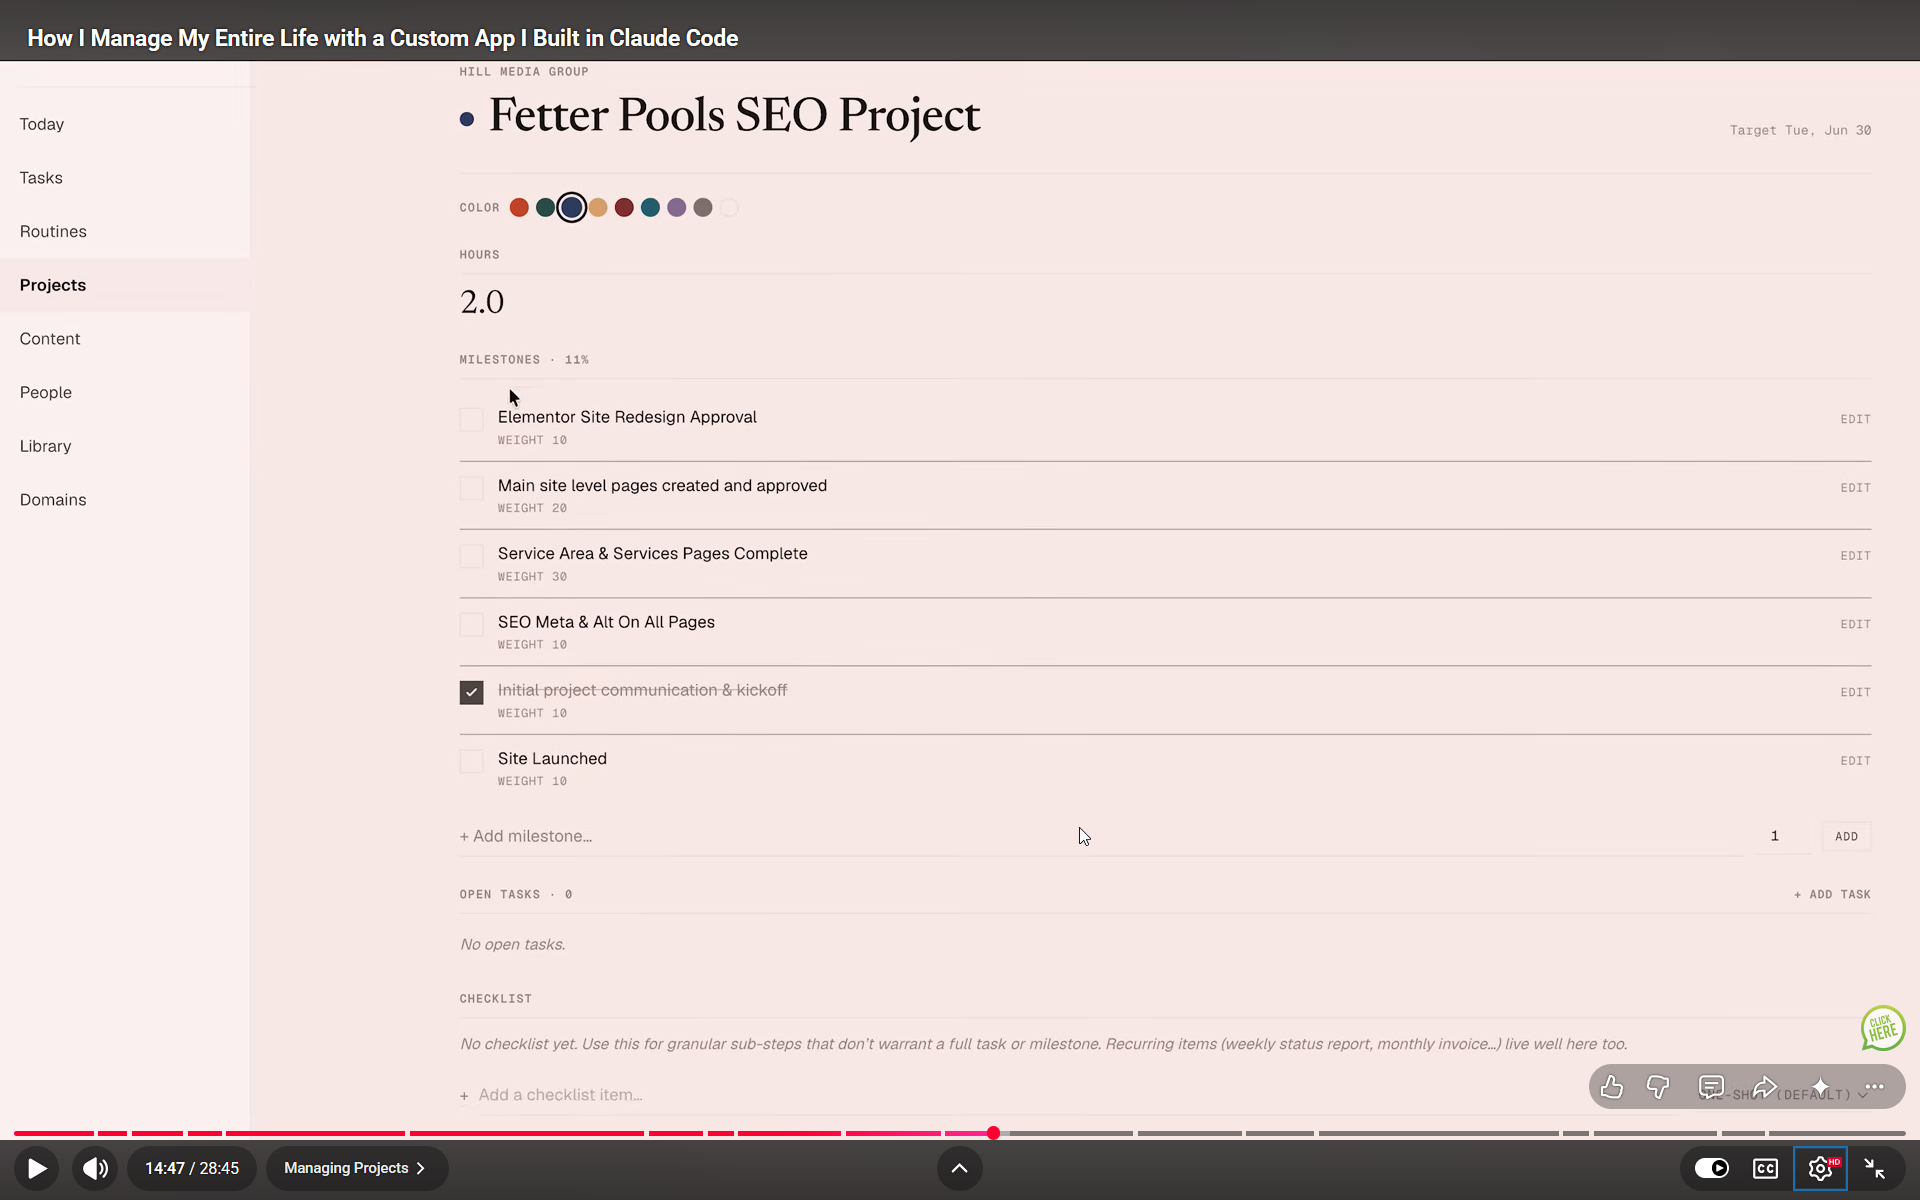 How I Manage My Entire Life with a Custom App I Built in Claude Code
HILL MEDIA GROUP
Fetter Pools SEO Project
Target Tue, Jun 30
Today
Tasks
Routines
Projects
Content
People
Library
Domains
COLOR
HOURS
2.0
MILESTONES · 11%
Elementor Site Redesign Approval
EDIT
WEIGHT 10
Main site level pages created and approved
EDIT
WEIGHT 20
Service Area & Services Pages Complete
EDIT
WEIGHT 30
SEO Meta & Alt On All Pages
EDIT
WEIGHT 10
Initial project communication & kickoff
EDIT
WEIGHT 10
Site Launched
EDIT
WEIGHT 10
+ Add milestone...
1
ADD
OPEN TASKS · 0
+ ADD TASK
No open tasks.
CHECKLIST
No checklist yet. Use this for granular sub-steps that don't warrant a full task or milestone. Recurring items (weekly status report, monthly invoice...) live well here too.
+ Add a checklist item...
ONE-SHOT (DEFAULT)
CLICK HERE
14:47 / 28:45
Managing Projects
CC
HD